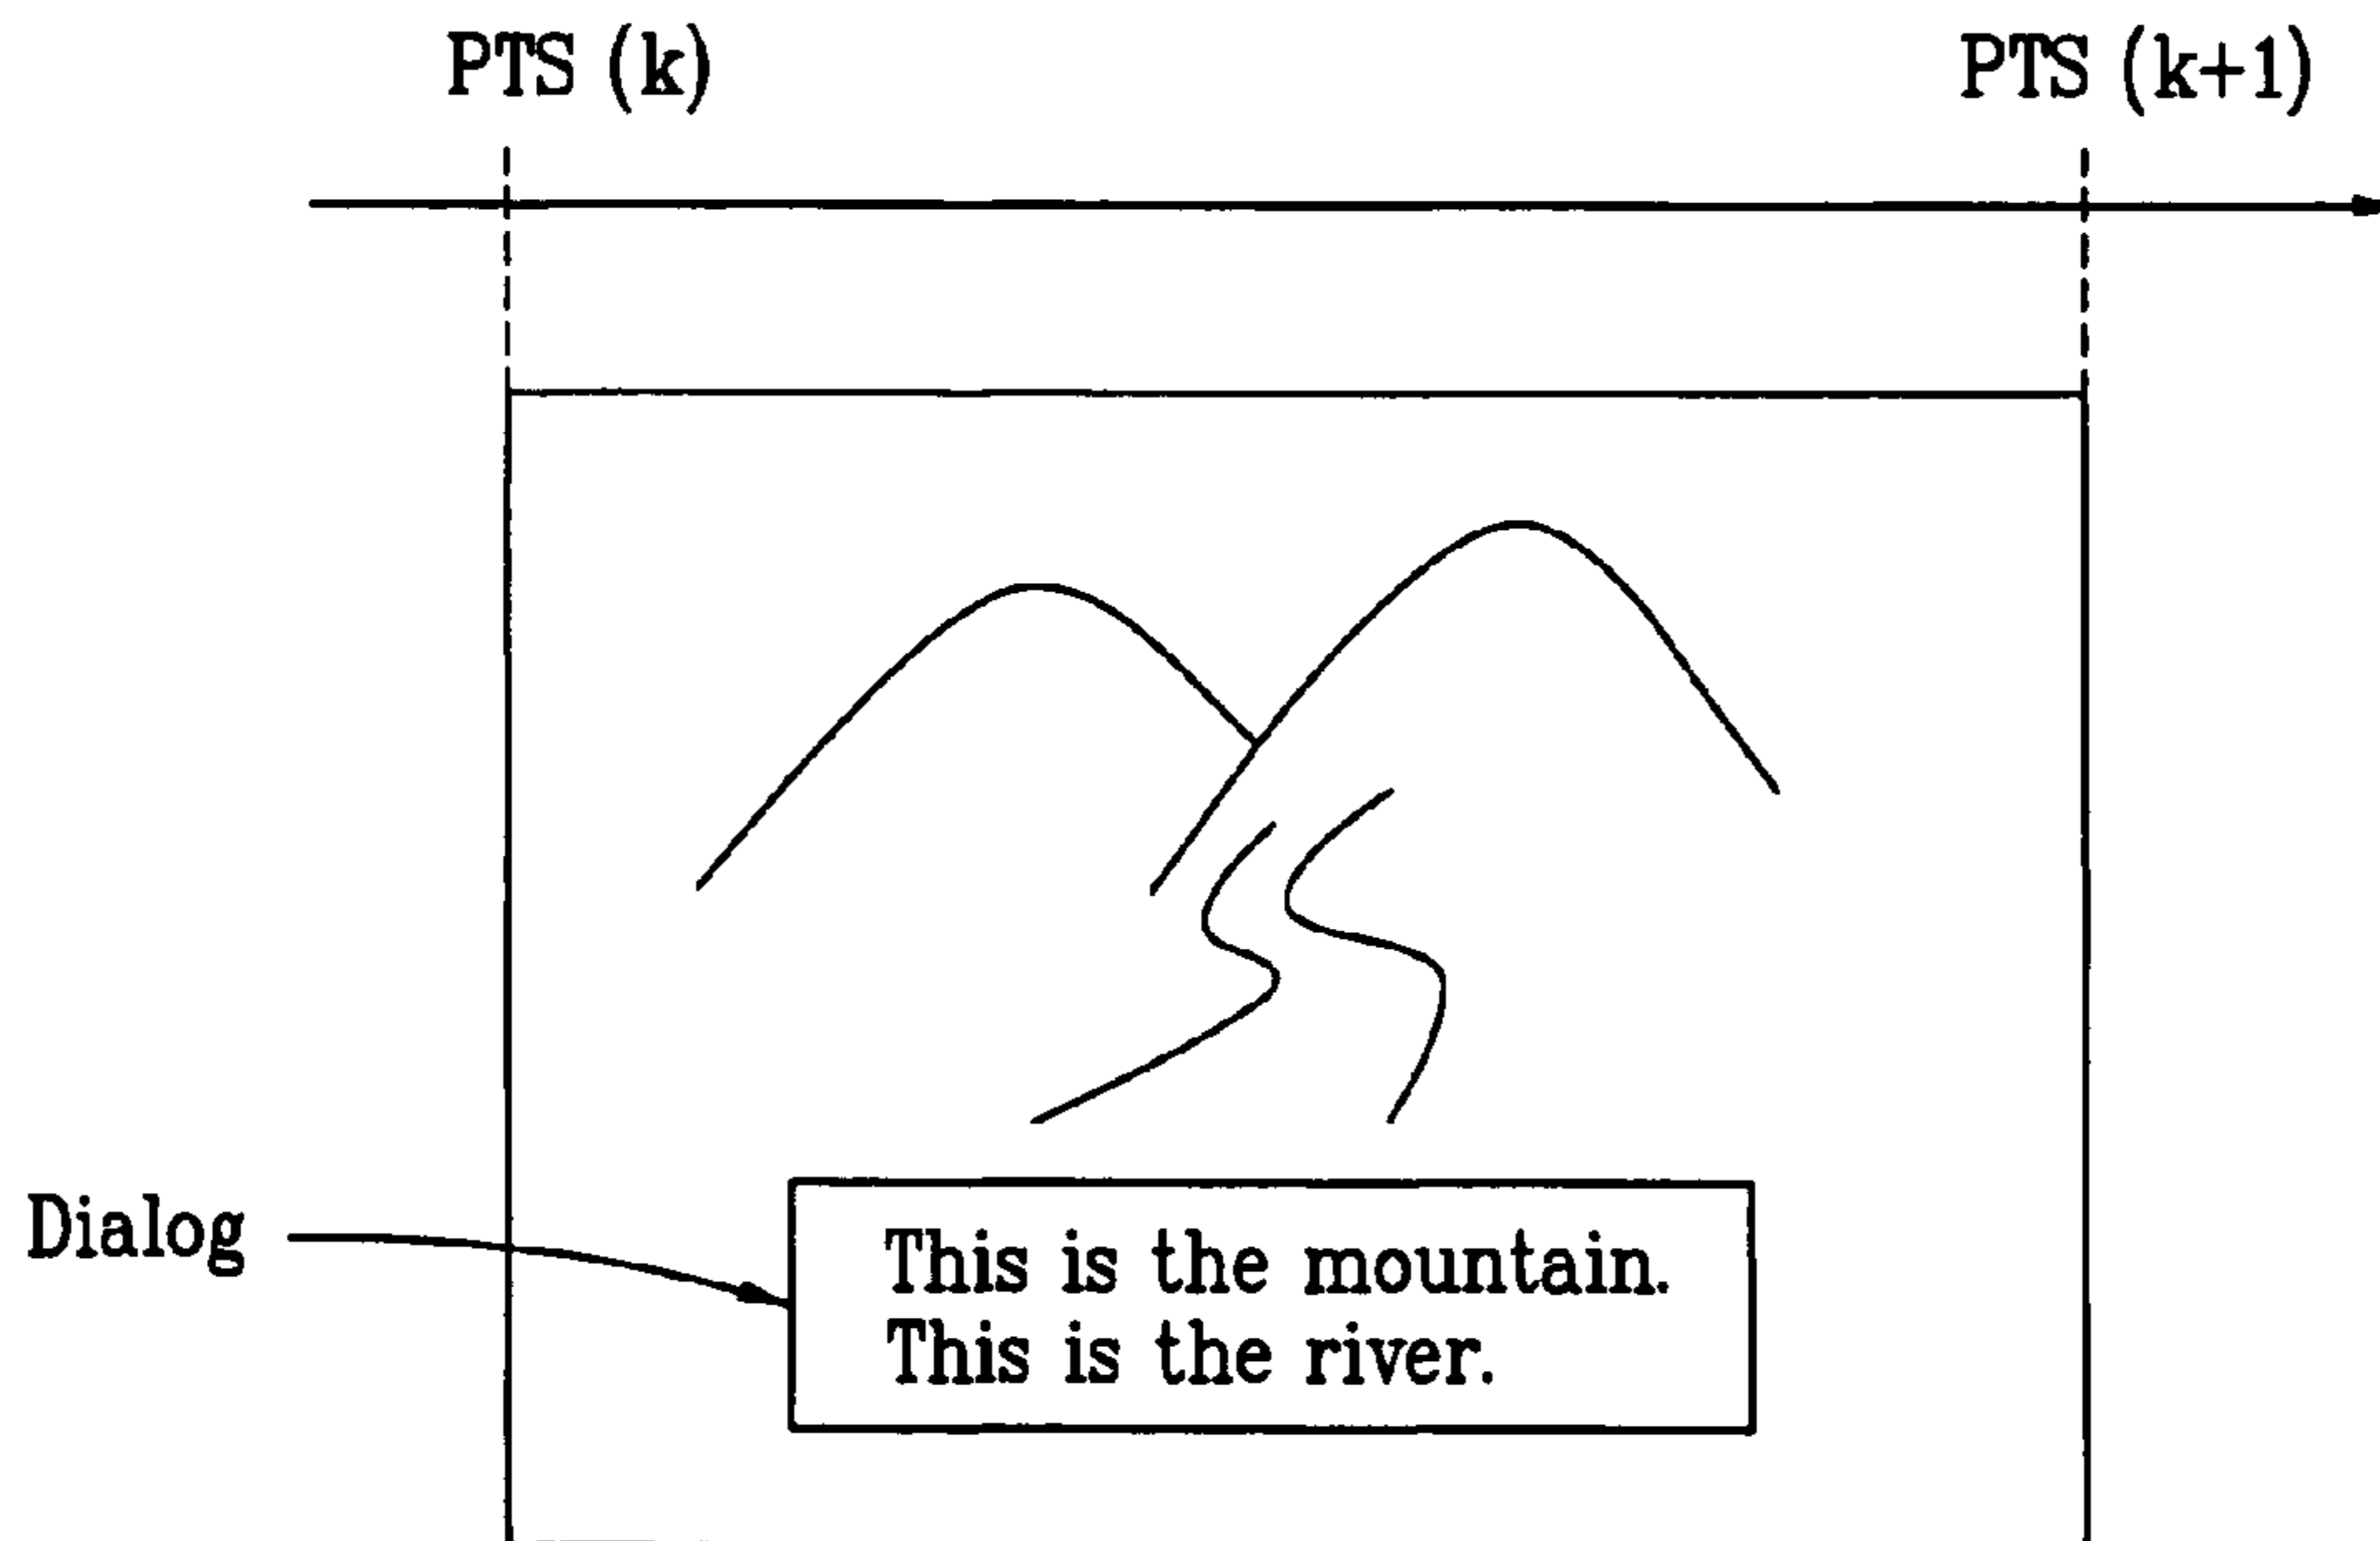 PTS (k) PTS (k+1)
Dialog
This is the mountain.
This is the river.